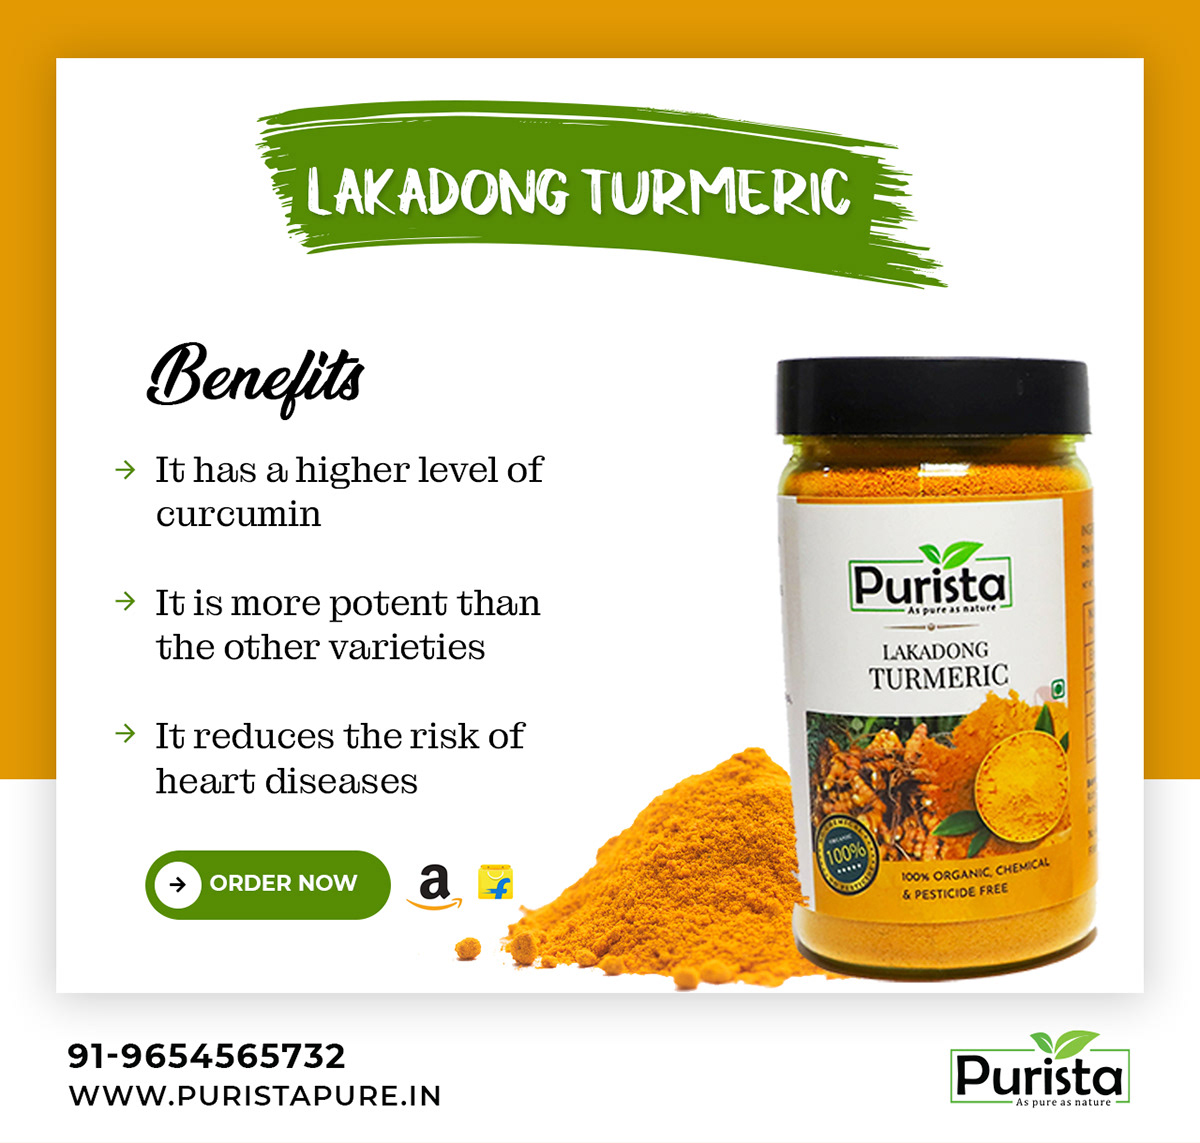 LAKADONG TURMERIC
Benefits
It has a higher level of
curcumin
It is more potent than
the other varieties
It reduces the risk of
heart diseases
ORDER NOW
a
f
Purista
As pure as nature
LAKADONG
TURMERIC
ORGANIC
100%
100% ORGANIC, CHEMICAL
& PESTICIDE FREE
91-9654565732
WWW.PURISTAPURE.IN
Purista
As pure as nature